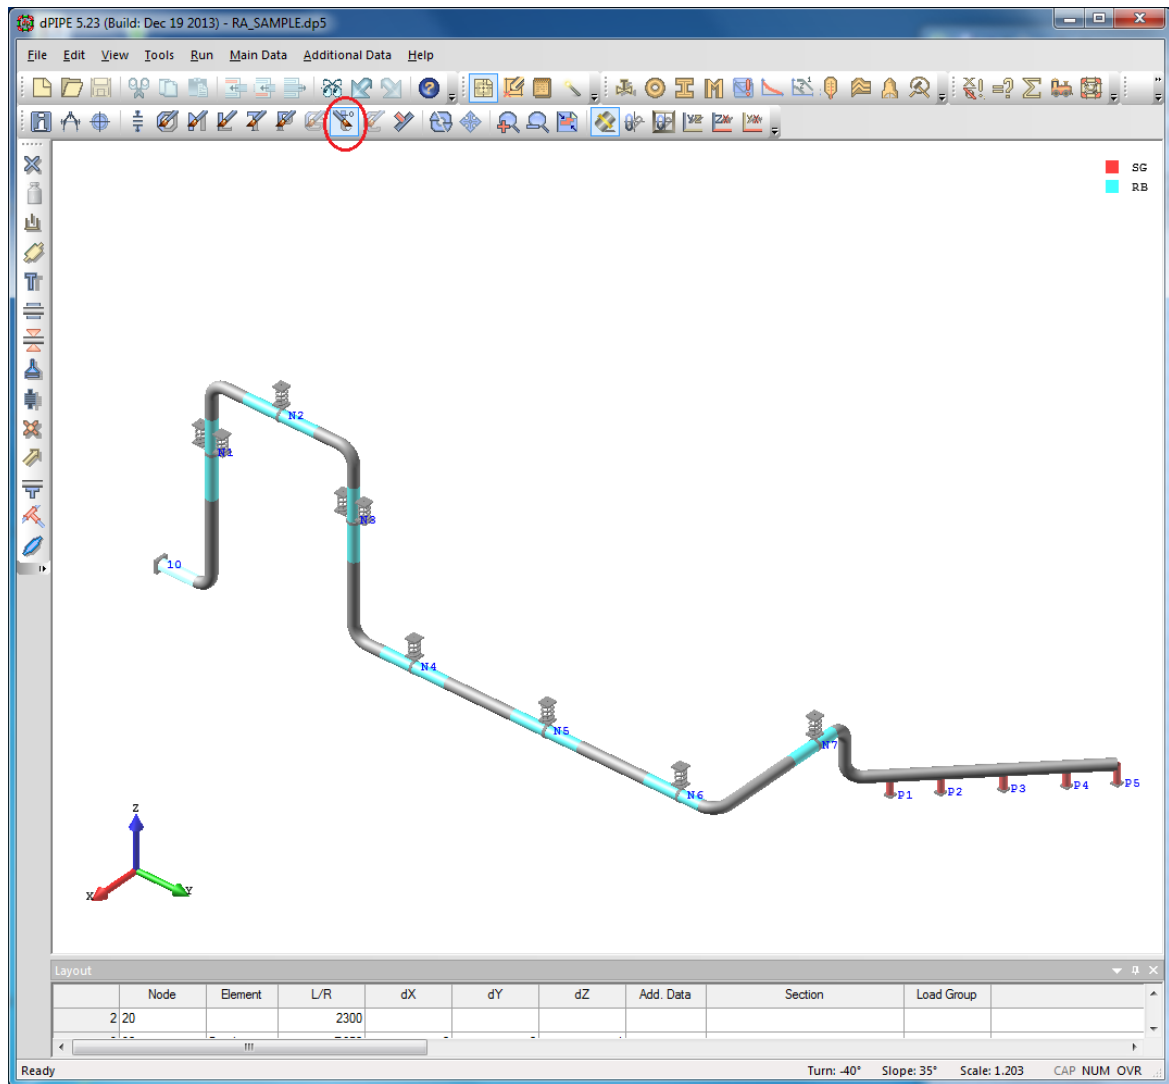 dPIPE 5.23 (Build: Dec 19 2013) - RA_SAMPLE.dp5
File Edit View Tools Run Main Data Additional Data Help
SG
RB
N2
N1
N3
10
N4
N5
N7
N6
P1 P2 P3 P4 P5
Z
X Y
Layout
Node Element L/R dX dY dZ Add. Data Section Load Group
2 20 2300
Ready Turn: -40° Slope: 35° Scale: 1.203 CAP NUM OVR